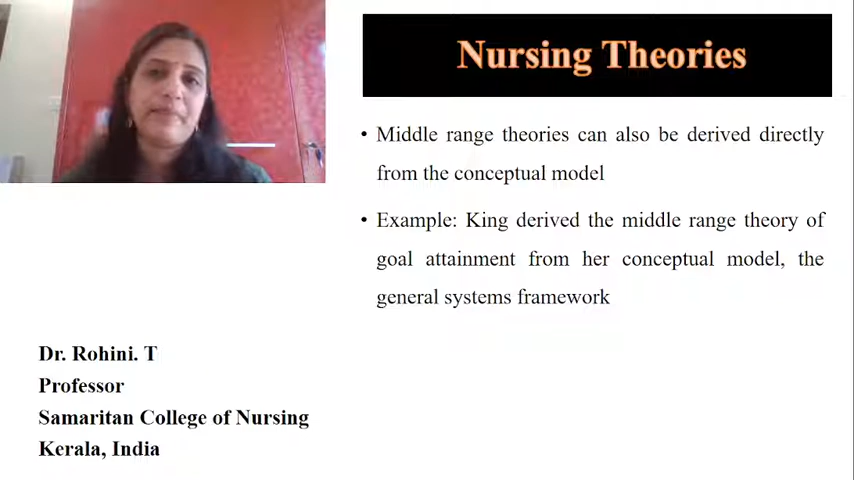 Nursing Theories
• Middle range theories can also be derived directly
from the conceptual model
• Example: King derived the middle range theory of
goal attainment from her conceptual model, the
general systems framework
Dr. Rohini. T
Professor
Samaritan College of Nursing
Kerala, India